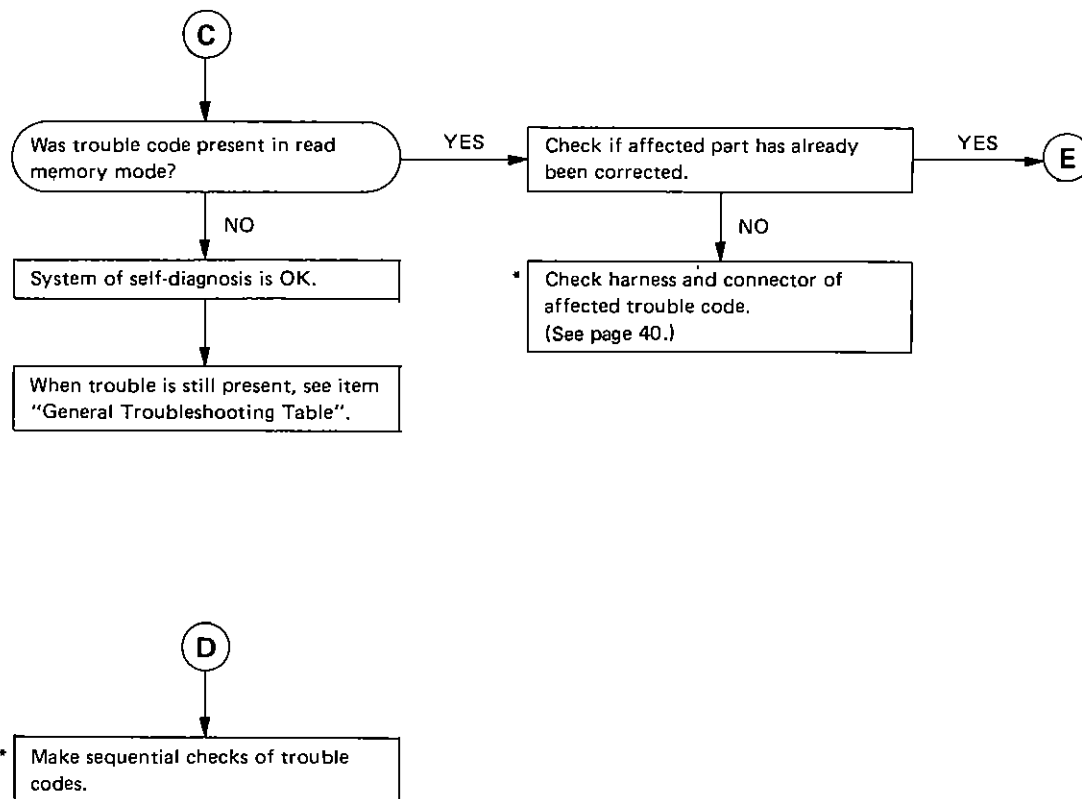 C
Was trouble code present in read
memory mode?
YES
Check if affected part has already
been corrected.
YES
E
NO
NO
System of self-diagnosis is OK.
* Check harness and connector of
affected trouble code.
(See page 40.)
When trouble is still present, see item
"General Troubleshooting Table".
D
* Make sequential checks of trouble
codes.